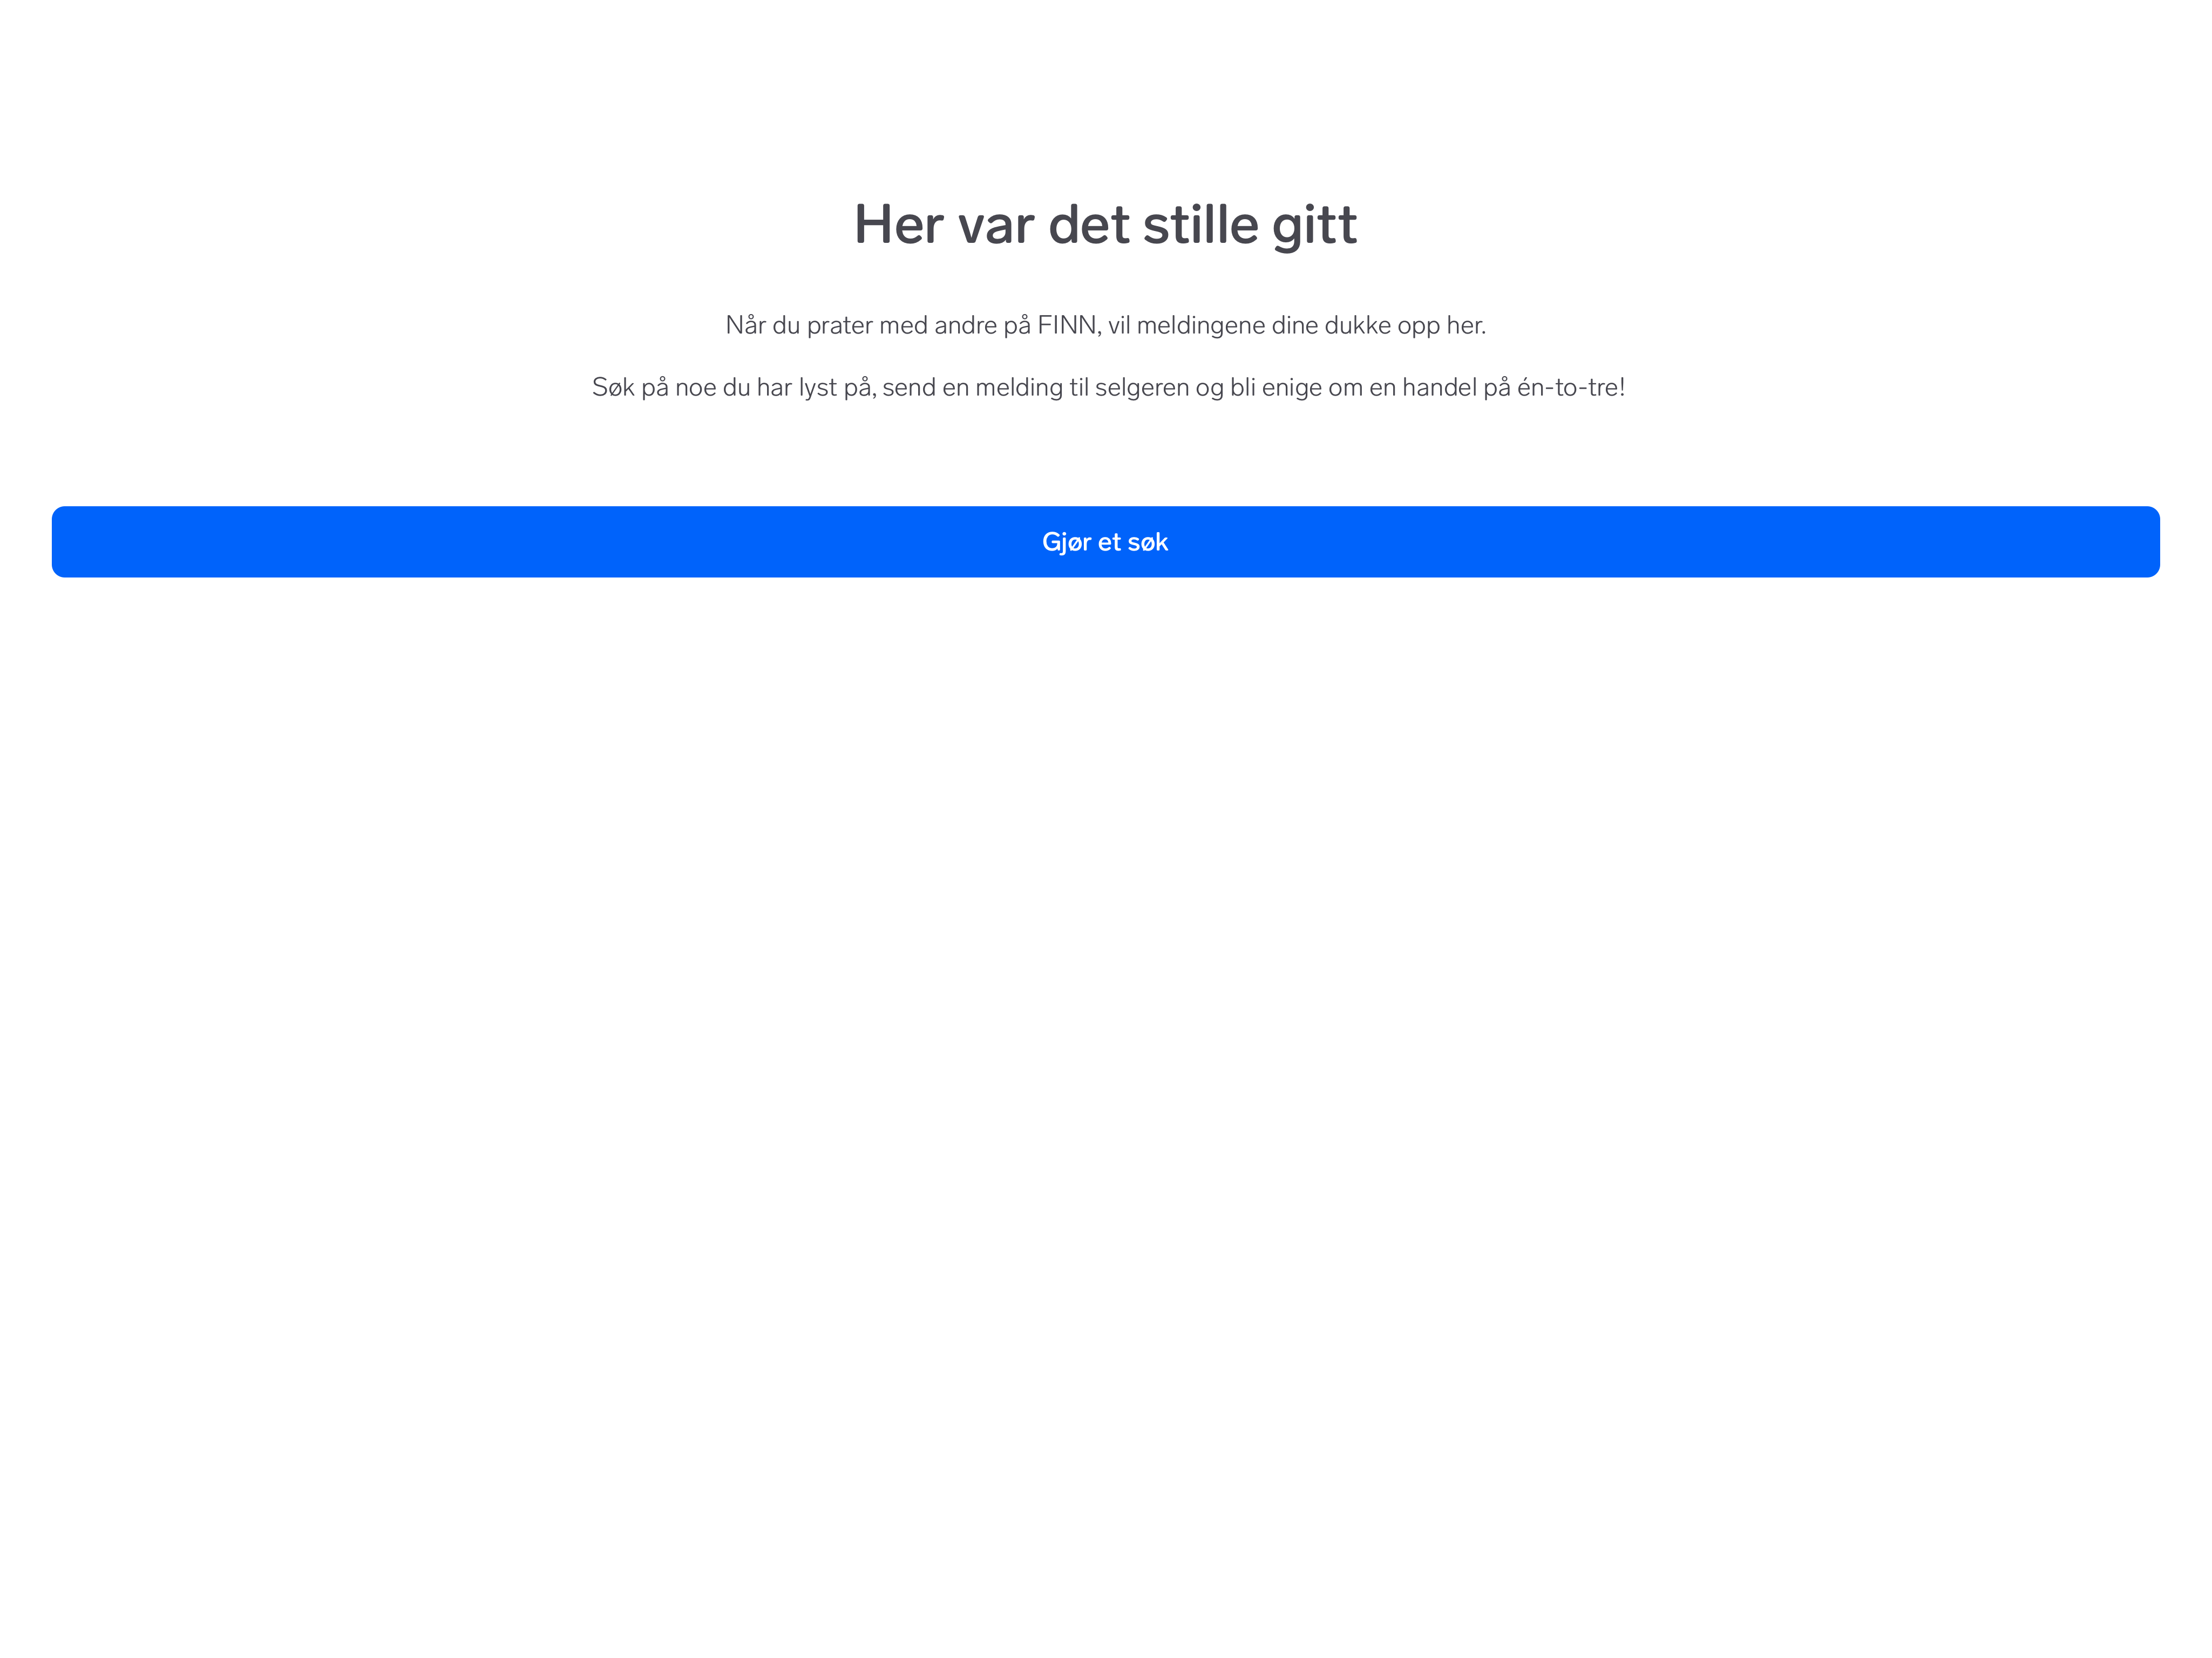 Her var det stille gitt
Når du prater med andre på FINN, vil meldingene dine dukke opp her.
Søk på noe du har lyst på, send en melding til selgeren og bli enige om en handel på én-to-tre!
Gjør et søk